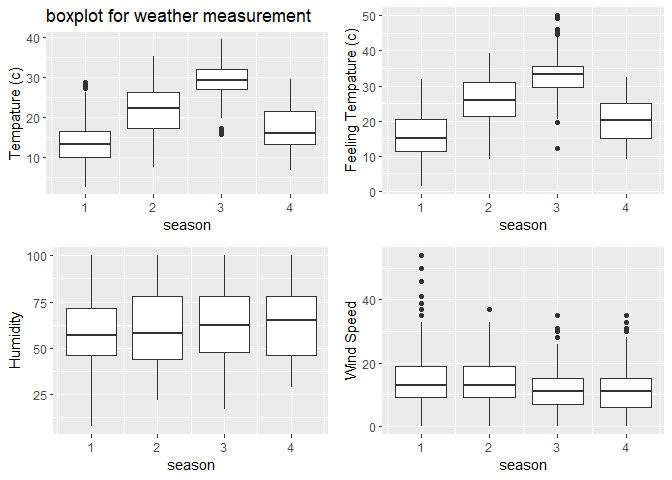 boxplot for weather measurement
Tempature (c)
40
30
20
10
1 2 3 4
season
Feeling Tempature (c)
50
40
30
20
10
0
1 2 3 4
season
Humidity
100
75
50
25
1 2 3 4
season
Wind Speed
40
20
0
1 2 3 4
season